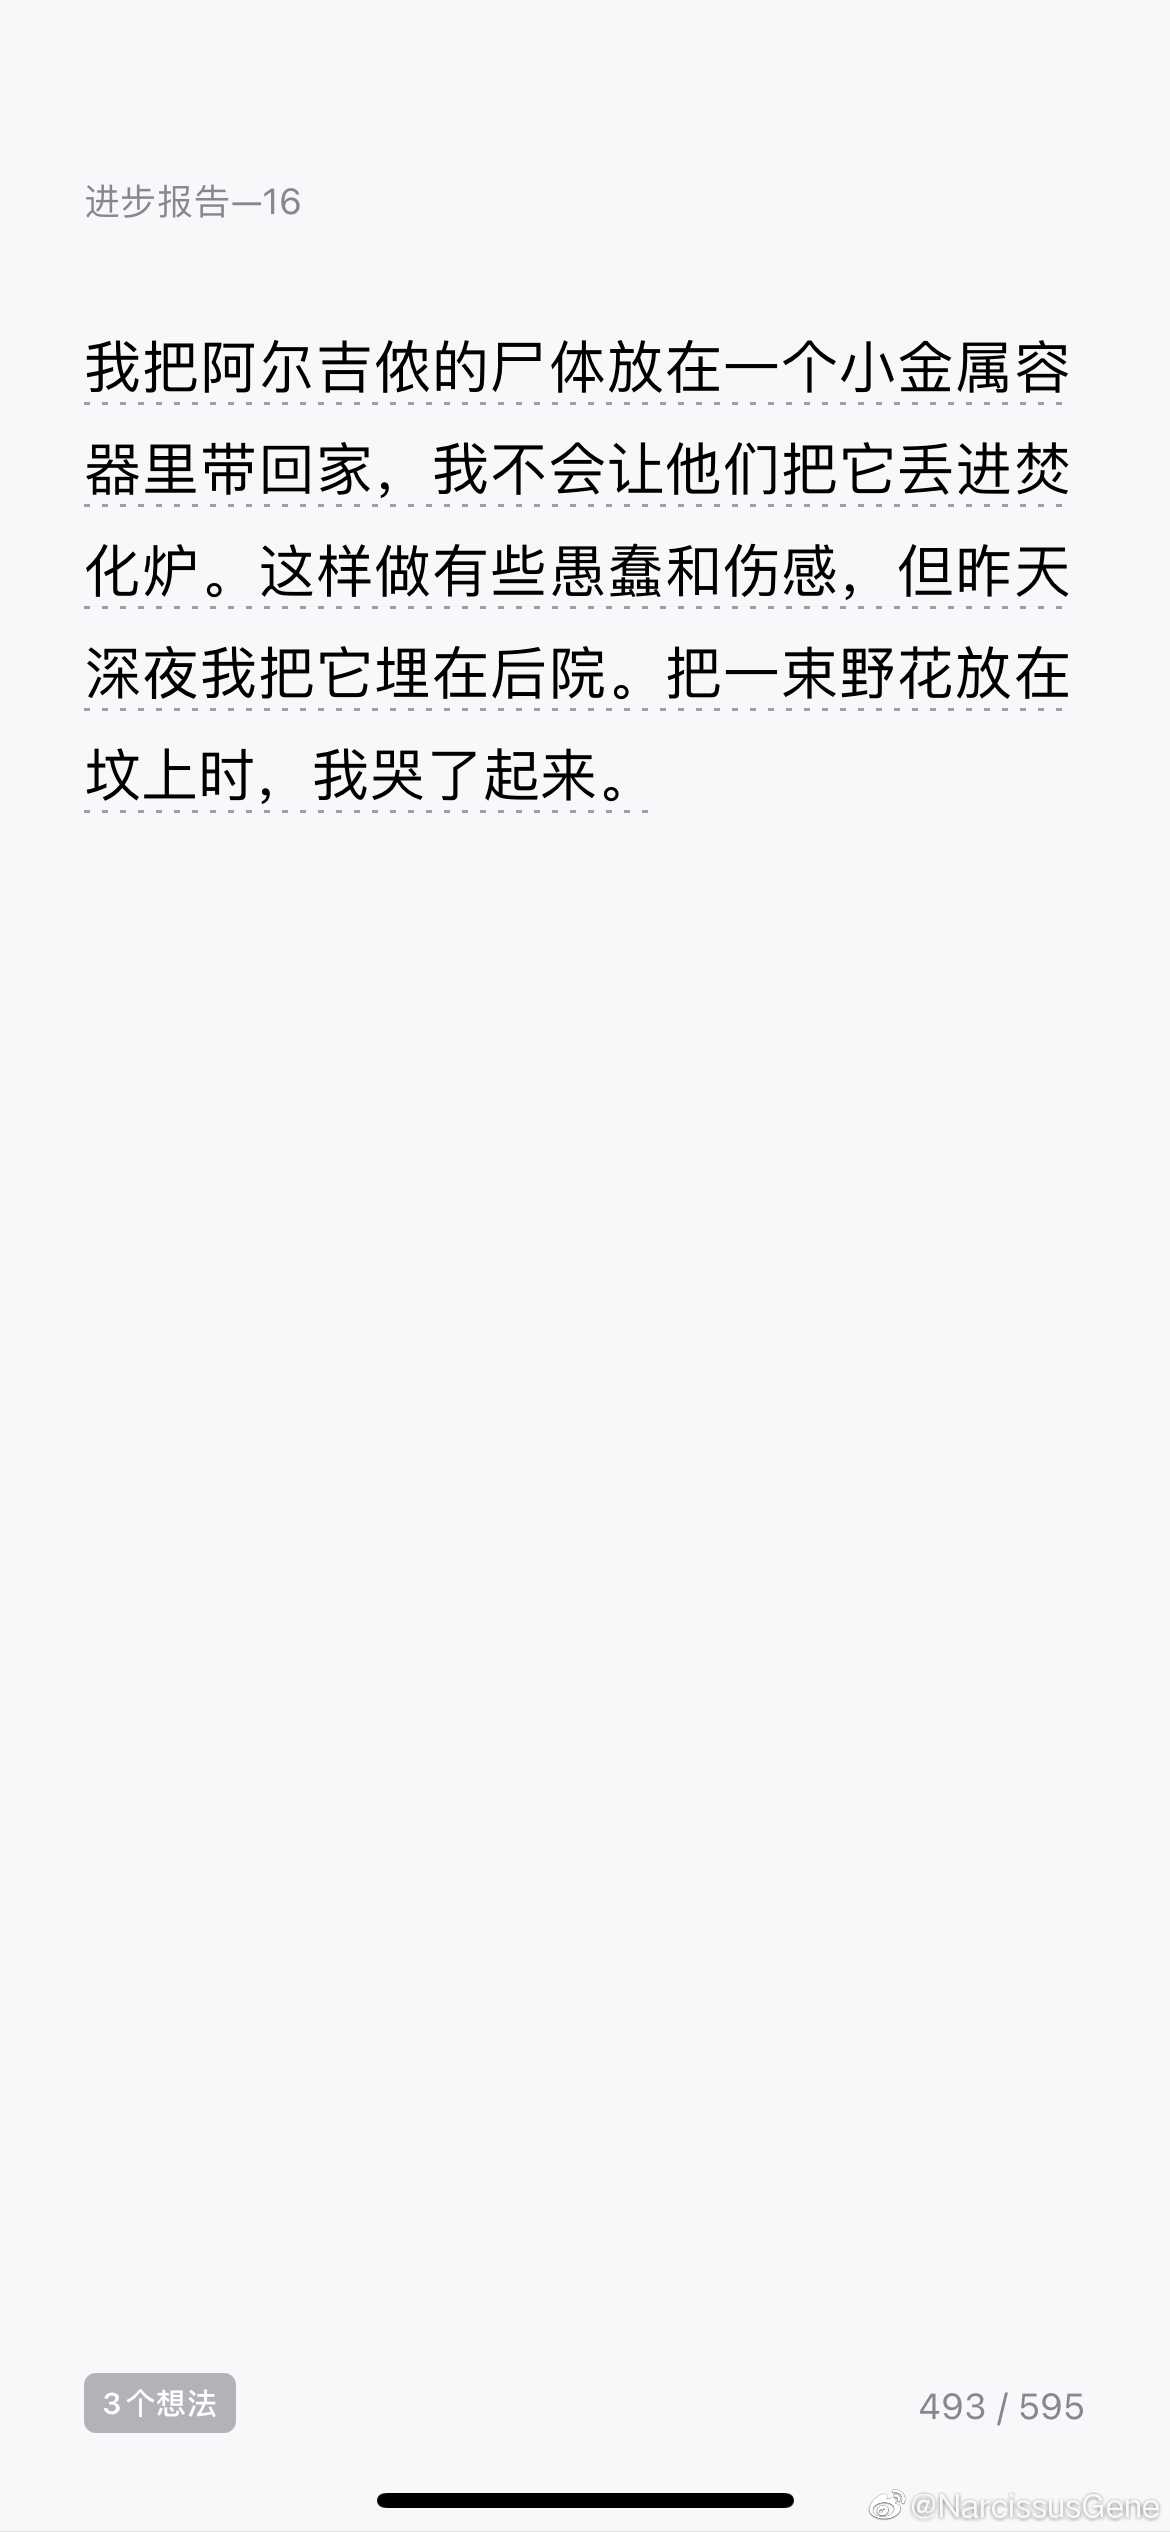 进步报告—16
我把阿尔吉侬的尸体放在一个小金属容
器里带回家，我不会让他们把它丢进焚
化炉。这样做有些愚蠢和伤感，但昨天
深夜我把它埋在后院。把一束野花放在
坟上时，我哭了起来。
3个想法
493 / 595
@NarcissusGene